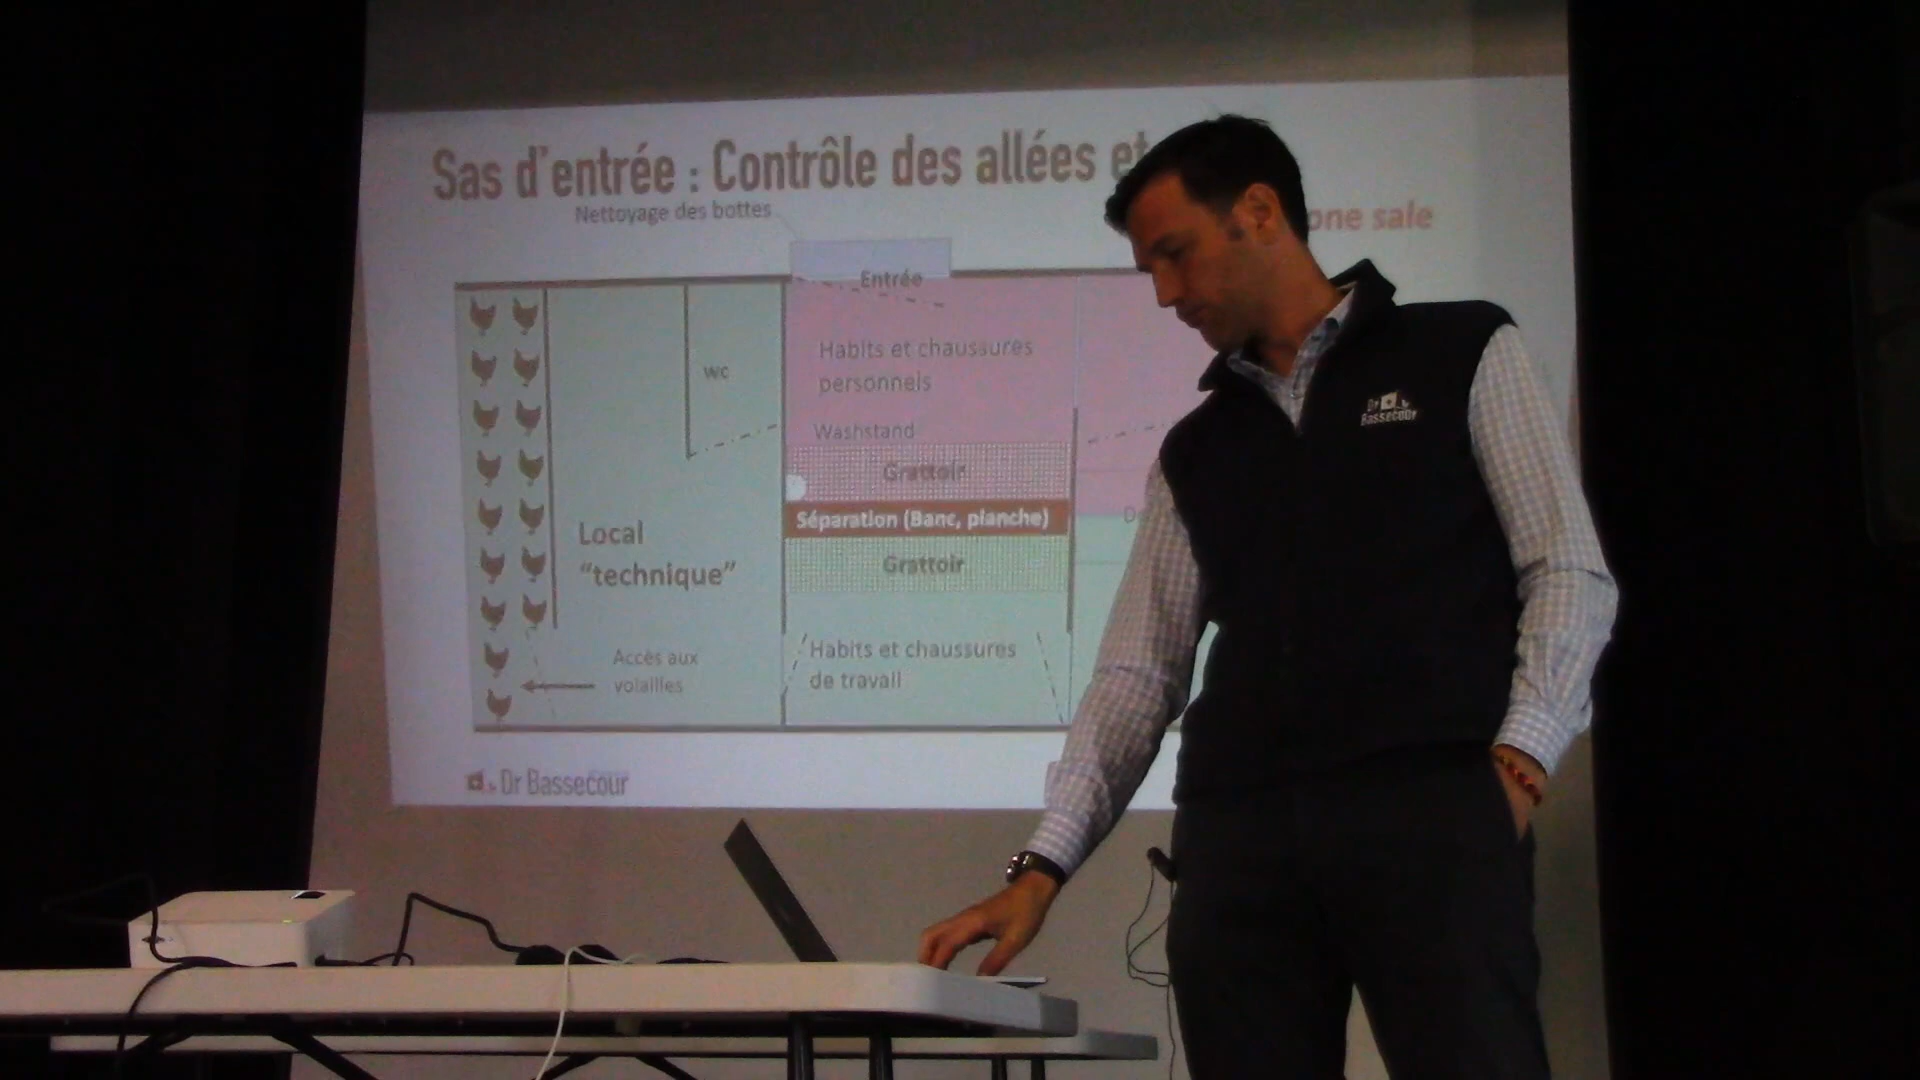 Sas d'entrée : Contrôle des allées et
Nettoyage des bottes
one sale
Entrée
Habits et chaussures
personnels
wc
Washstand
Grattoir
Séparation (Banc, planche)
Grattoir
Local
“technique”
Accès aux
volailles
Habits et chaussures
de travail
Dr Bassecour
Dr
Bassecour